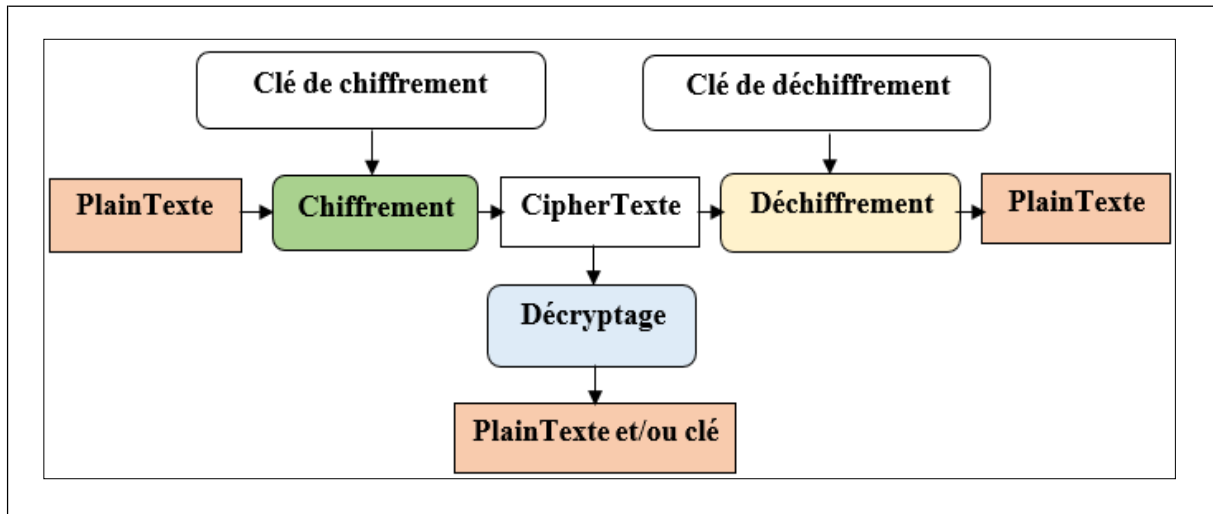 Clé de chiffrement
Clé de déchiffrement
PlainTexte
Chiffrement
CipherTexte
Déchiffrement
PlainTexte
Décryptage
PlainTexte et/ou clé